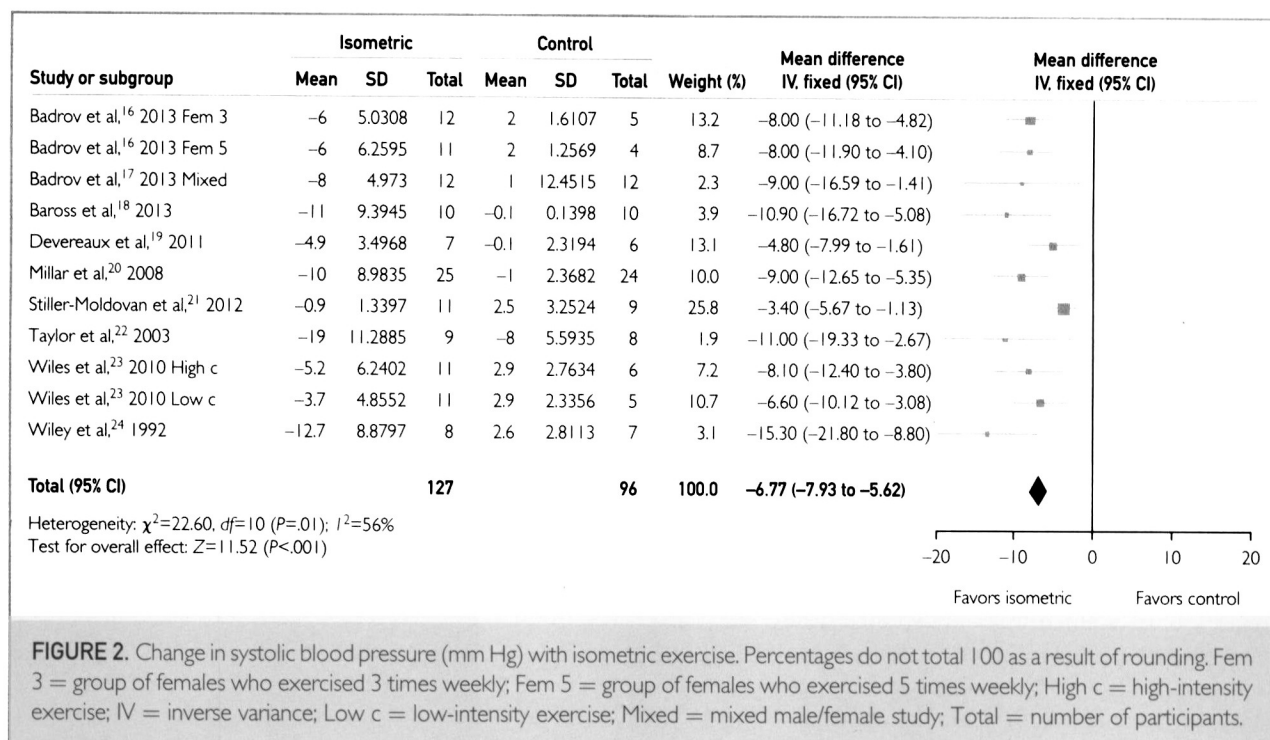 Isometric Control
Mean difference Mean difference
Study or subgroup Mean SD Total Mean SD Total Weight (%) IV. fixed (95% CI) IV. fixed (95% CI)
Badrov et al,16 2013 Fem 3 −6 5.0308 12 2 1.6107 5 13.2 −8.00 (−11.18 to −4.82)
Badrov et al,16 2013 Fem 5 −6 6.2595 11 2 1.2569 4 8.7 −8.00 (−11.90 to −4.10)
Badrov et al,17 2013 Mixed −8 4.973 12 1 12.4515 12 2.3 −9.00 (−16.59 to −1.41)
Baross et al,18 2013 −11 9.3945 10 −0.1 0.1398 10 3.9 −10.90 (−16.72 to −5.08)
Devereaux et al,19 2011 −4.9 3.4968 7 −0.1 2.3194 6 13.1 −4.80 (−7.99 to −1.61)
Millar et al,20 2008 −10 8.9835 25 −1 2.3682 24 10.0 −9.00 (−12.65 to −5.35)
Stiller-Moldovan et al,21 2012 −0.9 1.3397 11 2.5 3.2524 9 25.8 −3.40 (−5.67 to −1.13)
Taylor et al,22 2003 −19 11.2885 9 −8 5.5935 8 1.9 −11.00 (−19.33 to −2.67)
Wiles et al,23 2010 High c −5.2 6.2402 11 2.9 2.7634 6 7.2 −8.10 (−12.40 to −3.80)
Wiles et al,23 2010 Low c −3.7 4.8552 11 2.9 2.3356 5 10.7 −6.60 (−10.12 to −3.08)
Wiley et al,24 1992 −12.7 8.8797 8 2.6 2.8113 7 3.1 −15.30 (−21.80 to −8.80)
Total (95% CI) 127 96 100.0 −6.77 (−7.93 to −5.62)
Heterogeneity: χ2=22.60, df=10 (P=.01); I2=56%
Test for overall effect: Z=11.52 (P<.001)
−20 −10 0 10 20
Favors isometric Favors control
FIGURE 2. Change in systolic blood pressure (mm Hg) with isometric exercise. Percentages do not total 100 as a result of rounding. Fem
3 = group of females who exercised 3 times weekly; Fem 5 = group of females who exercised 5 times weekly; High c = high-intensity
exercise; IV = inverse variance; Low c = low-intensity exercise; Mixed = mixed male/female study; Total = number of participants.